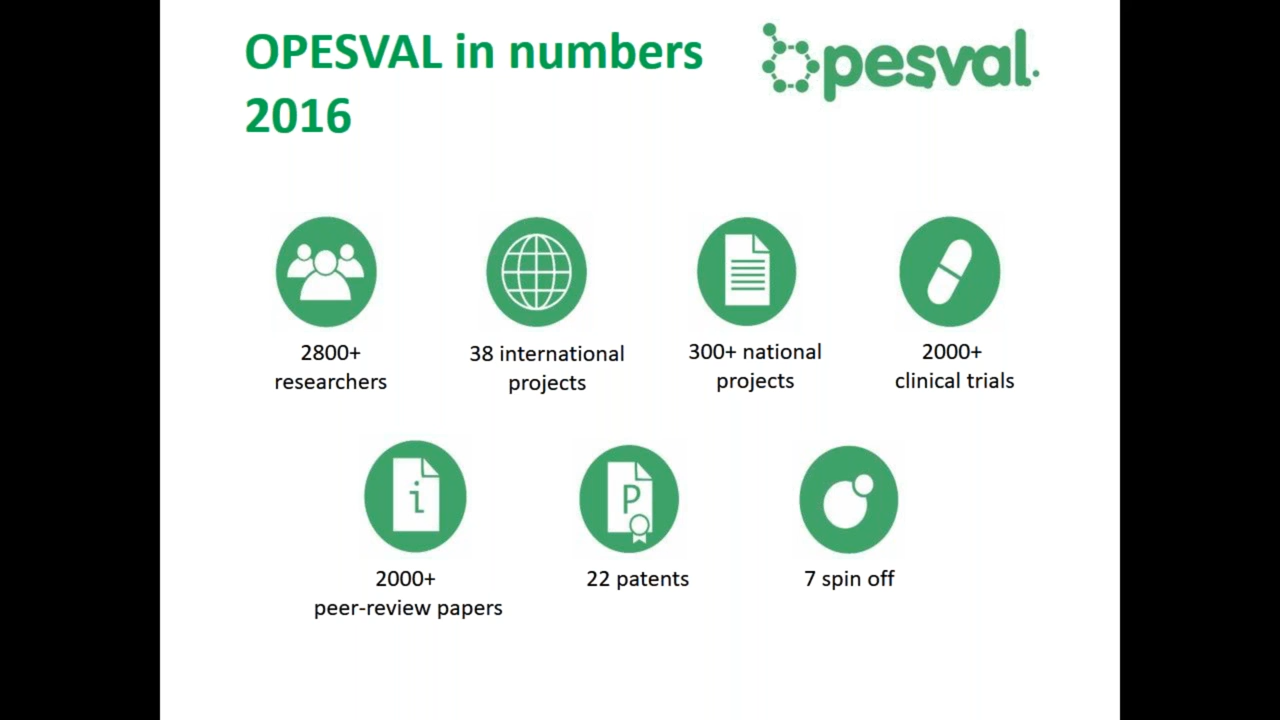 OPESVAL in numbers
2016
opesval.
2800+
researchers
38 international
projects
300+ national
projects
2000+
clinical trials
i
2000+
peer-review papers
P
22 patents
7 spin off